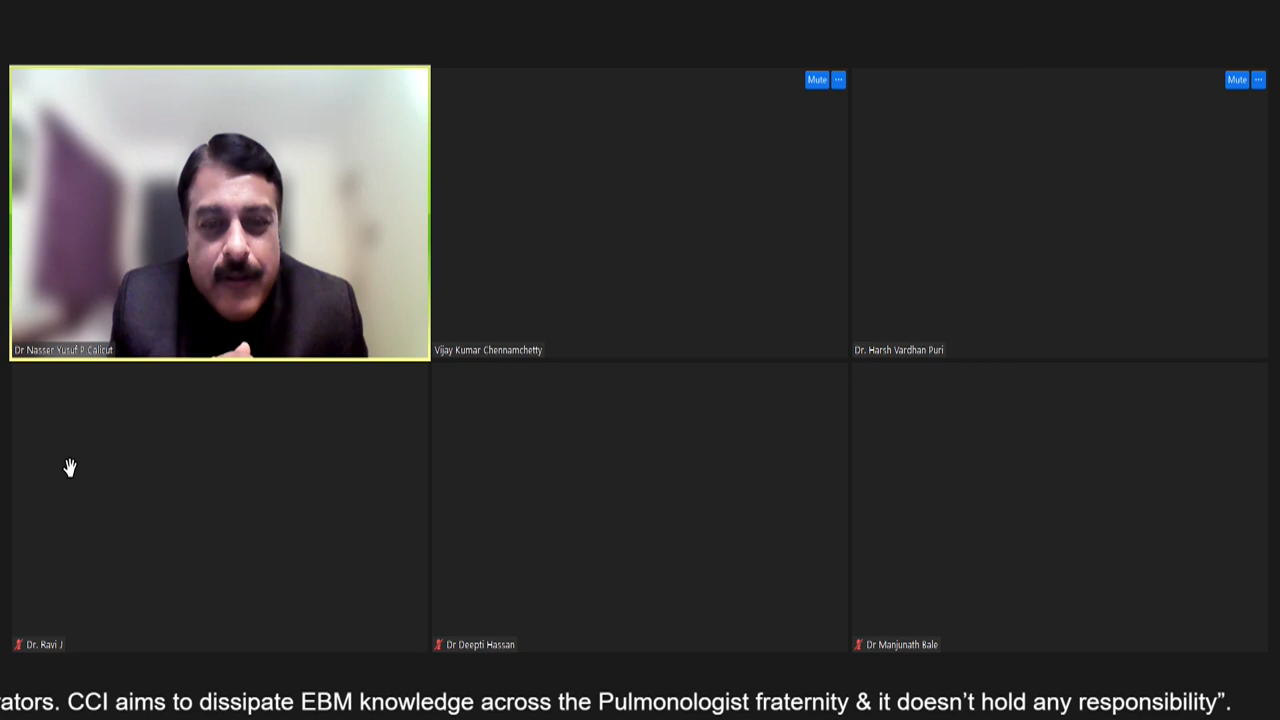 Mute ...
Mute ...
Dr Nasser Yusuf P Calicut
Vijay Kumar Chennamchetty
Dr. Harsh Vardhan Puri
Dr. Ravi J
Dr Deepti Hassan
Dr Manjunath Bale
ators. CCI aims to dissipate EBM knowledge across the Pulmonologist fraternity & it doesn’t hold any responsibility”.